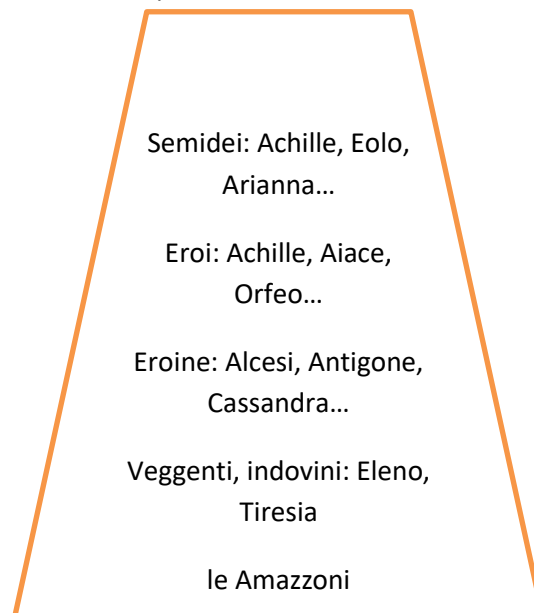 Semidei: Achille, Eolo,
Arianna…
Eroi: Achille, Aiace,
Orfeo…
Eroine: Alcesi, Antigone,
Cassandra…
Veggenti, indovini: Eleno,
Tiresia
le Amazzoni